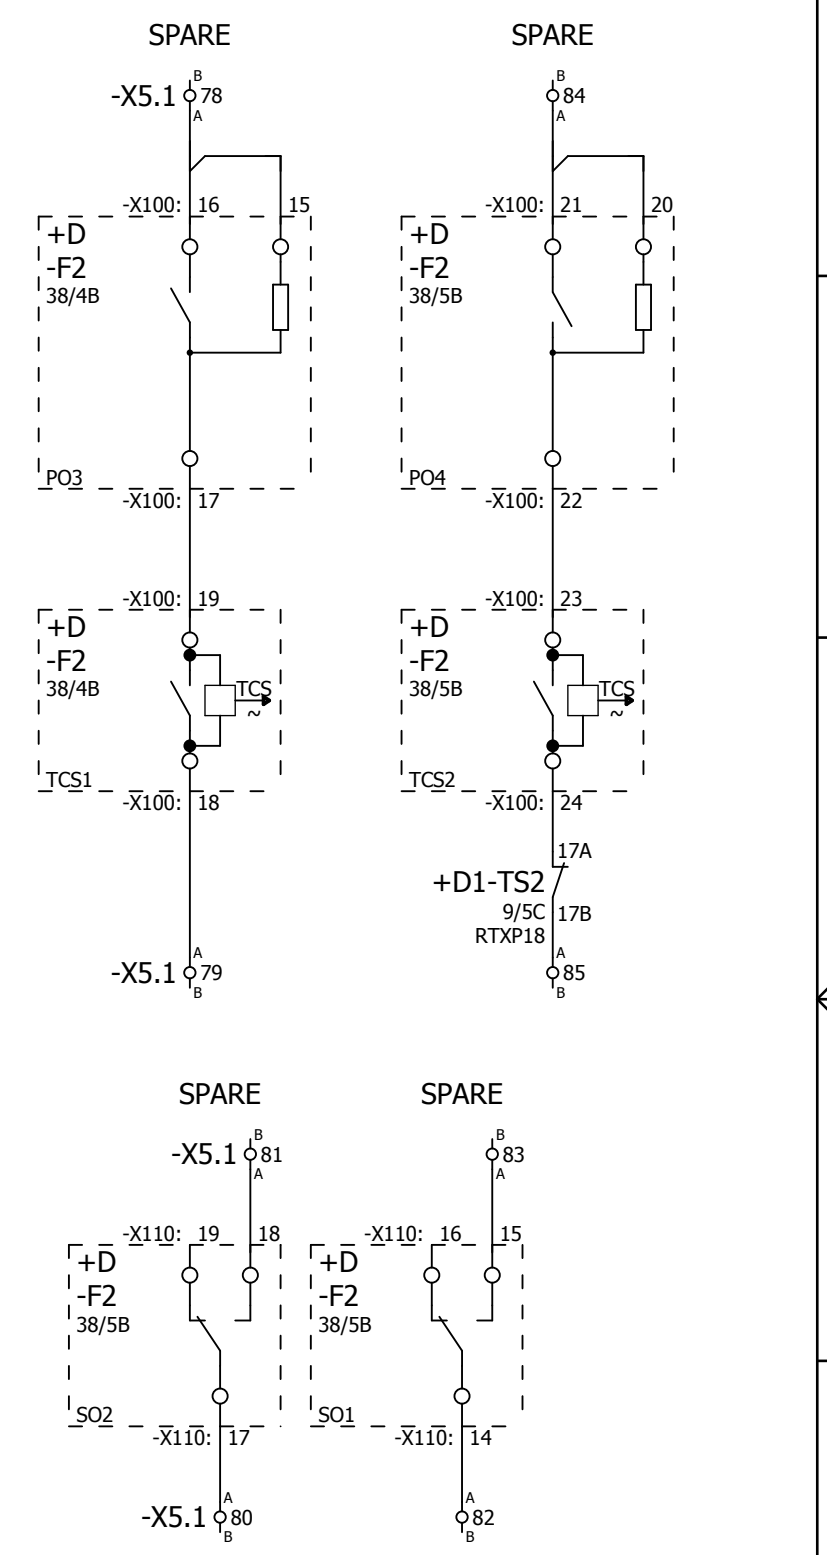 SPARE
SPARE
B
-X5.1 78
A
B
84
A
-X100: 16 15
-X100: 21 20
+D
-F2
38/4B
PO3
+D
-F2
38/5B
PO4
-X100: 17
-X100: 22
-X100: 19
-X100: 23
+D
-F2
38/4B
TCS
~
TCS1
+D
-F2
38/5B
TCS
~
TCS2
-X100: 18
-X100: 24
17A
+D1-TS2
9/5C 17B
RTXP18
A
-X5.1 79
B
A
85
B
SPARE
SPARE
B
-X5.1 81
A
B
83
A
-X110: 19 18
-X110: 16 15
+D
-F2
38/5B
SO2
+D
-F2
38/5B
SO1
-X110: 17
-X110: 14
A
-X5.1 80
B
A
82
B